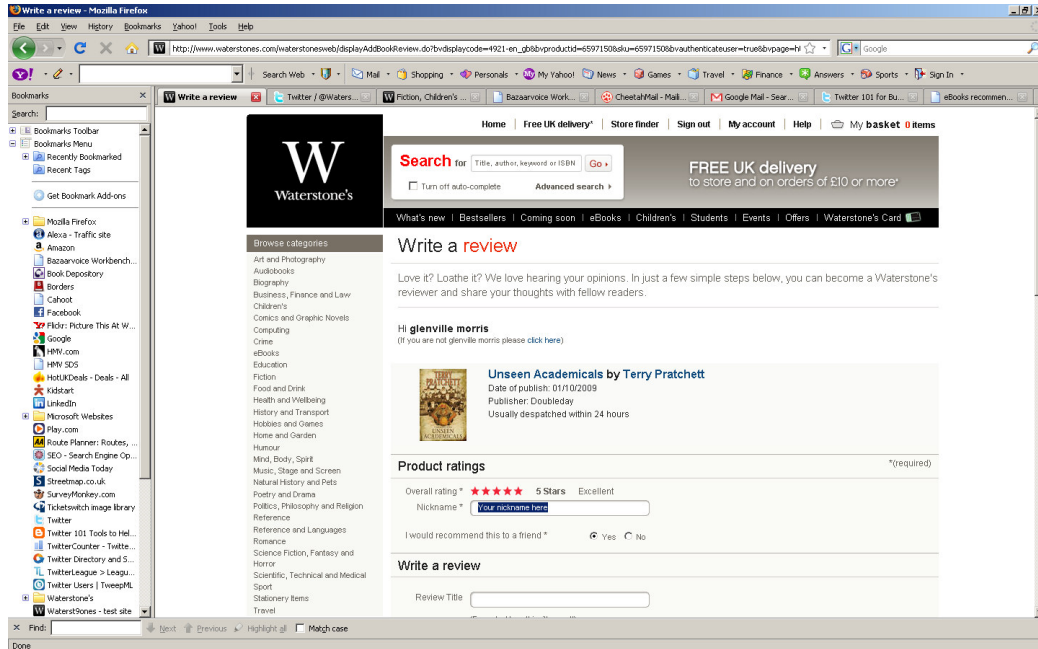 Write a review - Mozilla Firefox
File Edit View History Bookmarks Yahoo! Tools Help
http://www.waterstones.com/waterstonesweb/displayAddBookReview.do?bvdisplaycode=4921-en_gb&bvproductid=6597150&sku=6597150&bvauthenticateuser=true&bvpage=ht
Google
Search Web Mail Shopping Personals My Yahoo! News Games Travel Finance Answers Sports Sign In
Bookmarks
Write a review
Twitter / @Waters...
Fiction, Children's ...
Bazaarvoice Work...
CheetahMail - Maili...
Google Mail - Sear...
Twitter 101 for Bu...
eBooks recommen...
Search:
Bookmarks Toolbar
Bookmarks Menu
Recently Bookmarked
Recent Tags
Get Bookmark Add-ons
Mozilla Firefox
Alexa - Traffic site
Amazon
Bazaarvoice Workbench...
Book Depository
Borders
Cahoot
Facebook
Flickr: Picture This At W...
Google
HMV.com
HMV SDS
HotUKDeals - Deals - All
Kidstart
LinkedIn
Microsoft Websites
Play.com
Route Planner: Routes, ...
SEO - Search Engine Op...
Social Media Today
Streetmap.co.uk
SurveyMonkey.com
Ticketswitch image library
Twitter
Twitter 101 Tools to Hel...
TwitterCounter - Twitte...
Twitter Directory and S...
TwitterLeague > Leagu...
Twitter Users | TweepML
Waterstone's
Waterst9ones - test site
W
Waterstone's
Home | Free UK delivery* | Store finder | Sign out | My account | Help | My basket 0 items
Search for Title, author, keyword or ISBN Go
Turn off auto-complete Advanced search
FREE UK delivery
to store and on orders of £10 or more*
What's new | Bestsellers | Coming soon | eBooks | Children's | Students | Events | Offers | Waterstone's Card
Browse categories
Art and Photography
Audiobooks
Biography
Business, Finance and Law
Children's
Comics and Graphic Novels
Computing
Crime
eBooks
Education
Fiction
Food and Drink
Health and Wellbeing
History and Transport
Hobbies and Games
Home and Garden
Humour
Mind, Body, Spirit
Music, Stage and Screen
Natural History and Pets
Poetry and Drama
Politics, Philosophy and Religion
Reference
Reference and Languages
Romance
Science Fiction, Fantasy and
Horror
Scientific, Technical and Medical
Sport
Stationery Items
Travel
Write a review
Love it? Loathe it? We love hearing your opinions. In just a few simple steps below, you can become a Waterstone's
reviewer and share your thoughts with fellow readers.
Hi glenville morris
(If you are not glenville morris please click here)
TERRY
PRATCHETT
UNSEEN
ACADEMICALS
Unseen Academicals by Terry Pratchett
Date of publish: 01/10/2009
Publisher: Doubleday
Usually despatched within 24 hours
Product ratings *(required)
Overall rating * 5 Stars Excellent
Nickname * Your nickname here
I would recommend this to a friend * Yes No
Write a review
Review Title
Find: Next Previous Highlight all Match case
Done